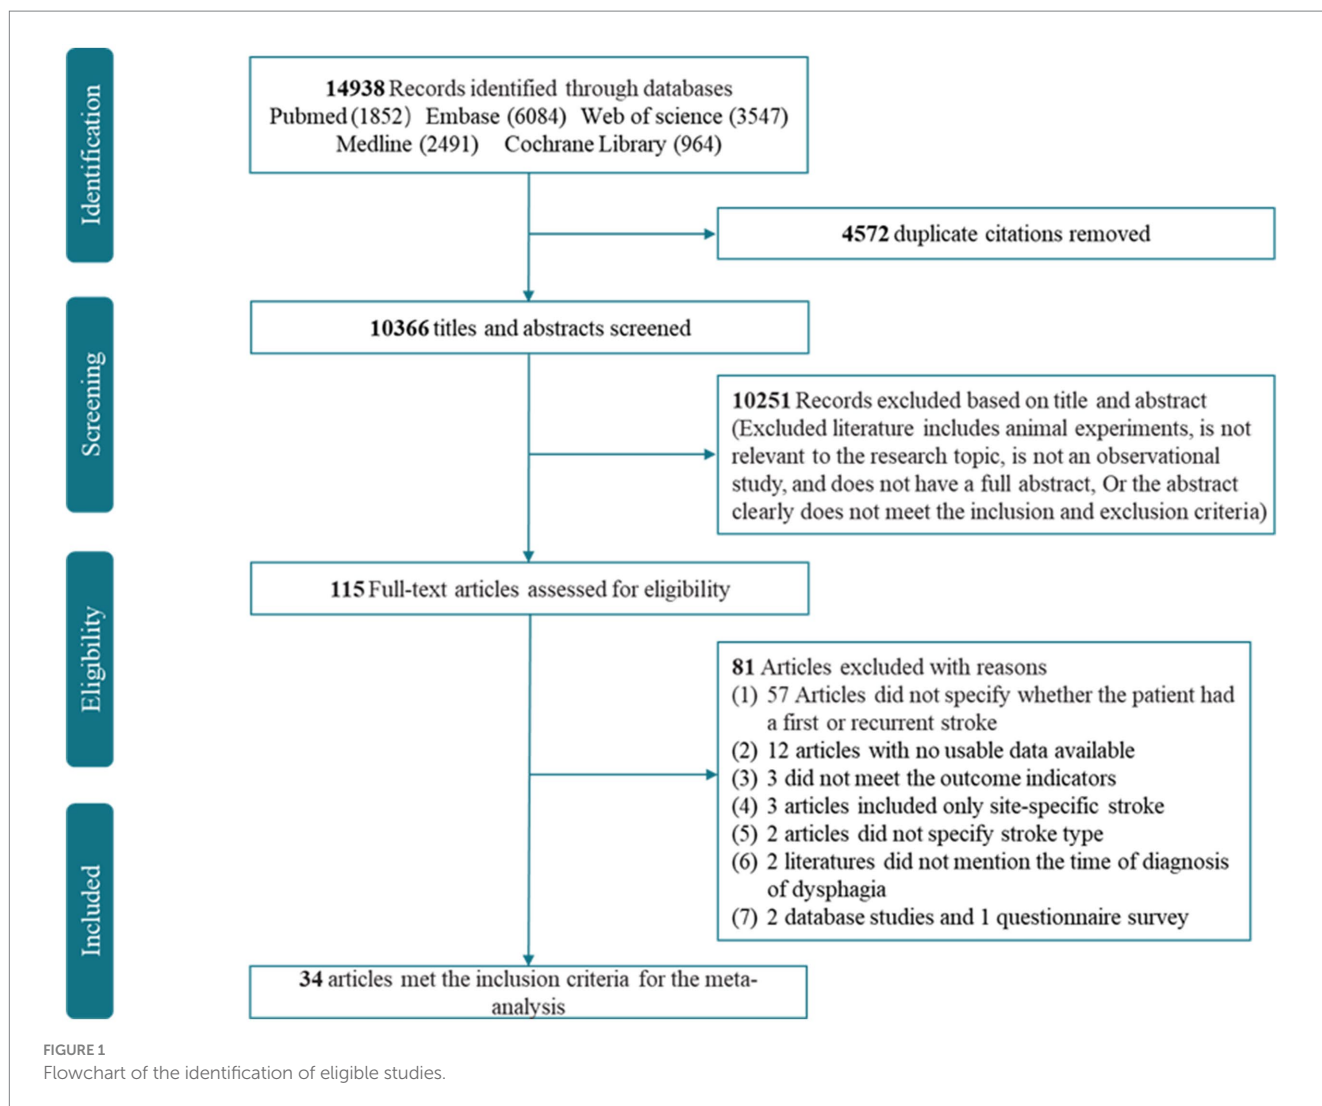 Identification
14938 Records identified through databases
Pubmed (1852) Embase (6084) Web of science (3547)
Medline (2491) Cochrane Library (964)
4572 duplicate citations removed
Screening
10366 titles and abstracts screened
10251 Records excluded based on title and abstract
(Excluded literature includes animal experiments, is not
relevant to the research topic, is not an observational
study, and does not have a full abstract, Or the abstract
clearly does not meet the inclusion and exclusion criteria)
Eligibility
115 Full-text articles assessed for eligibility
81 Articles excluded with reasons
(1) 57 Articles did not specify whether the patient had
a first or recurrent stroke
(2) 12 articles with no usable data available
(3) 3 did not meet the outcome indicators
(4) 3 articles included only site-specific stroke
(5) 2 articles did not specify stroke type
(6) 2 literatures did not mention the time of diagnosis
of dysphagia
(7) 2 database studies and 1 questionnaire survey
Included
34 articles met the inclusion criteria for the meta-
analysis
FIGURE 1
Flowchart of the identification of eligible studies.